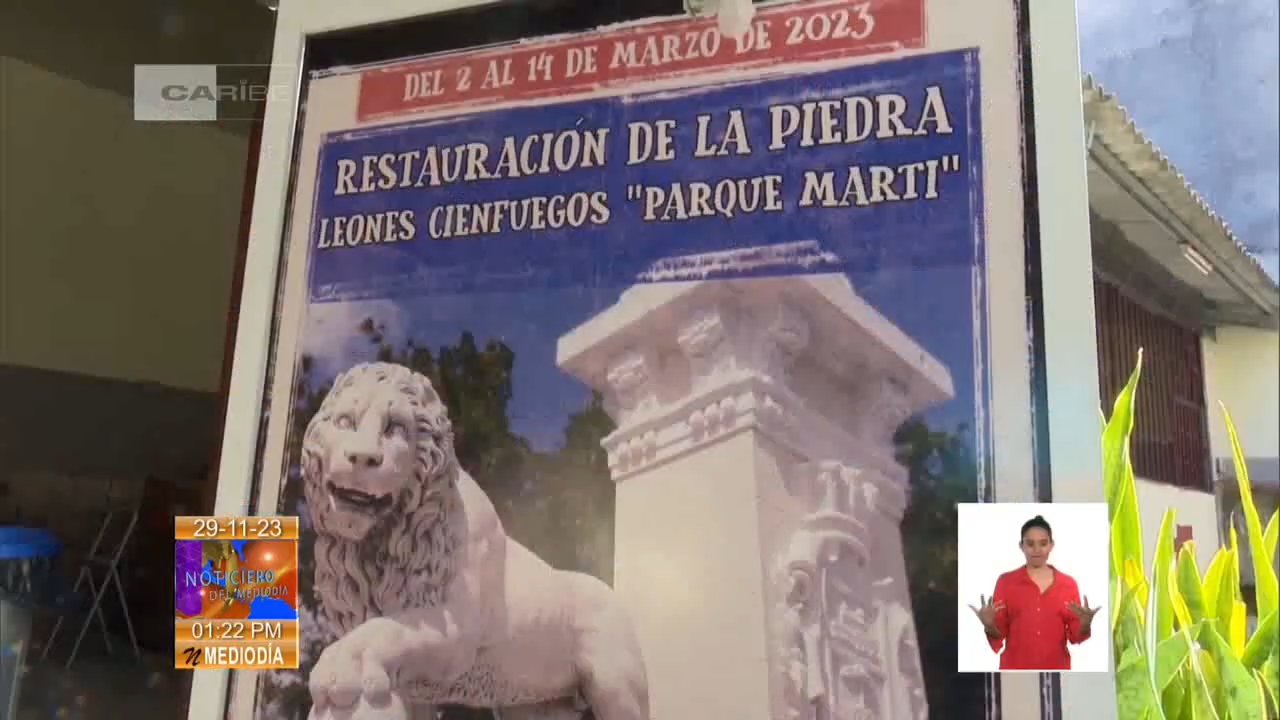 DEL 2 AL 14 DE MARZO DE 2023
CARIBE
RESTAURACIÓN DE LA PIEDRA
LEONES CIENFUEGOS "PARQUE MARTI"
29-11-23
NOTICIERO
DEL MEDIODÍA
01:22 PM
N MEDIODÍA